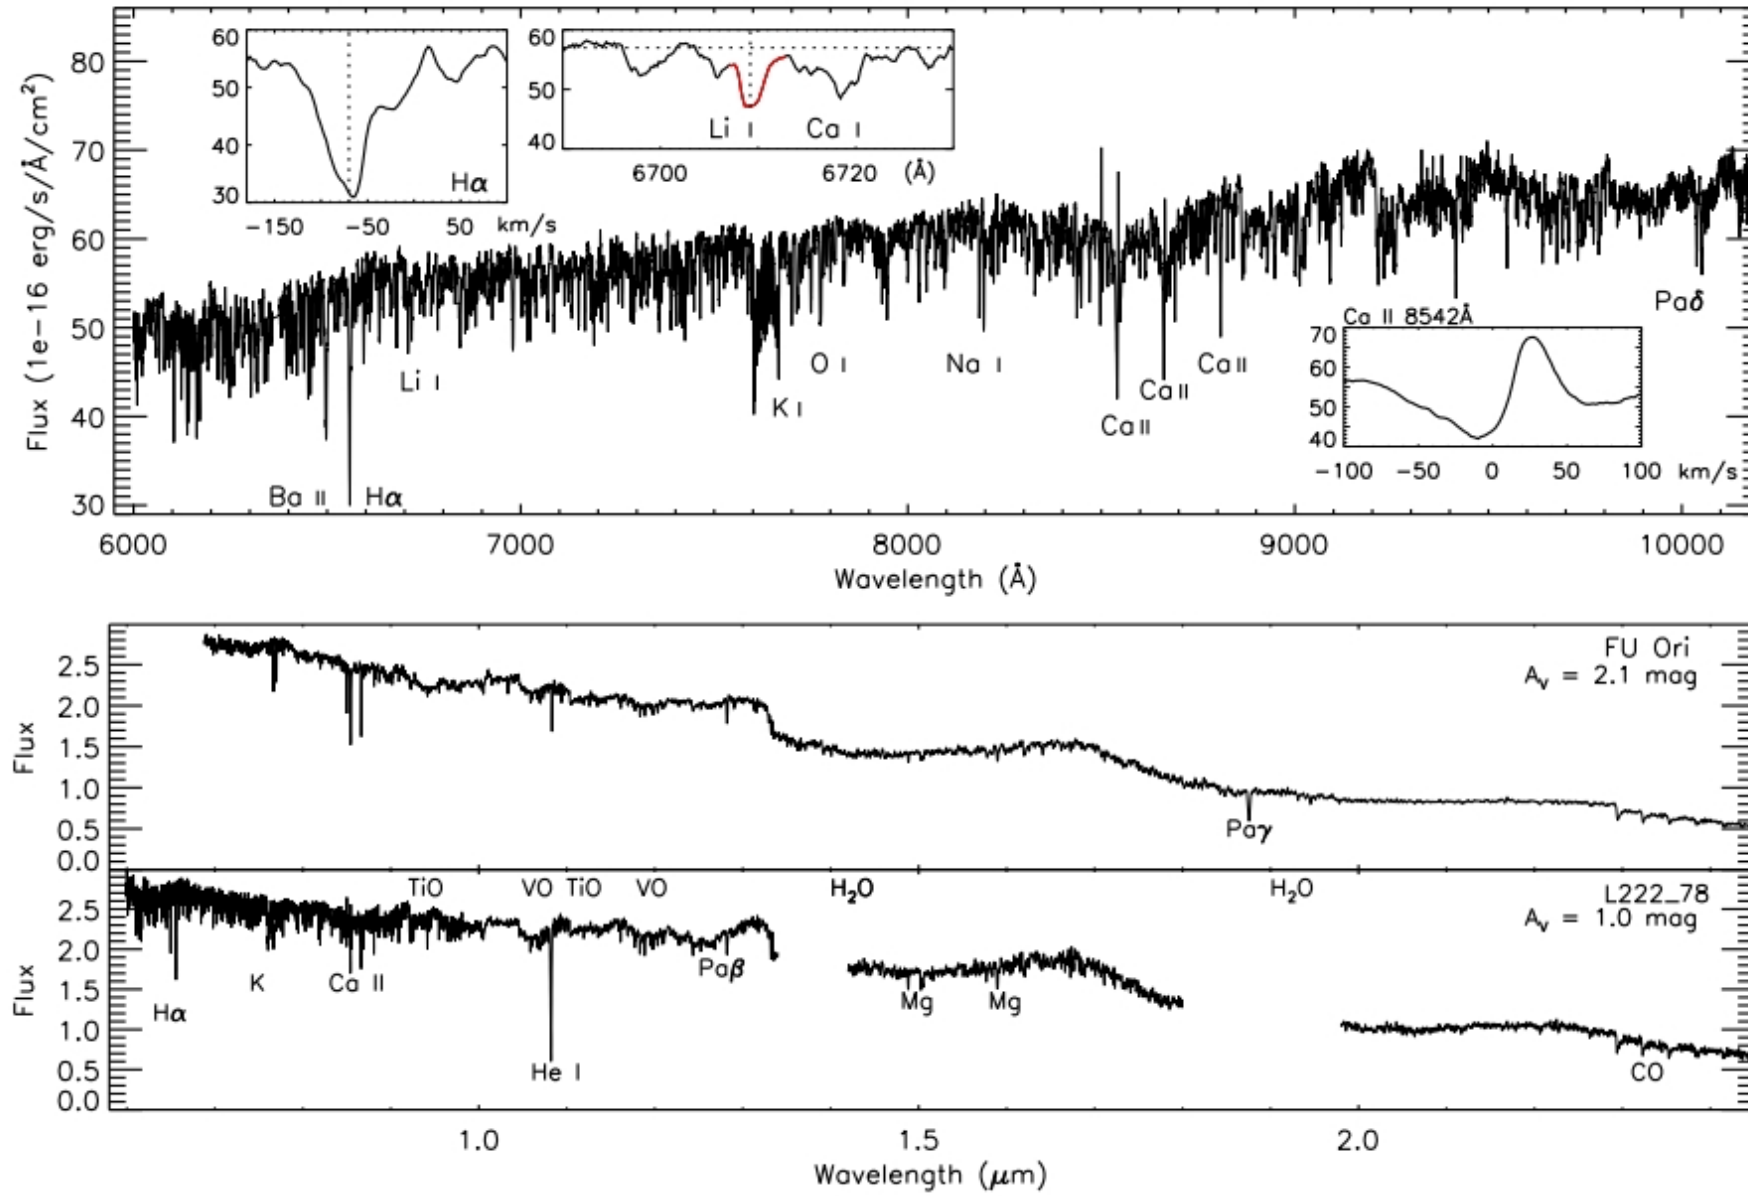 80
70
60
50
40
30
Flux (1e−16 erg/s/Å/cm²)
60
50
40
30
Hα
−150 −50 50 km/s
60
50
40
Li I Ca I
6700 6720 (Å)
Ba II Hα
Li I
K I
O I
Na I
Ca II
Ca II
Ca II
Paδ
Ca II 8542Å
70
60
50
40
−100 −50 0 50 100 km/s
6000 7000 8000 9000 10000
Wavelength (Å)
2.5
2.0
1.5
1.0
0.5
0.0
Flux
FU Ori
Aᵥ = 2.1 mag
Paγ
2.5
2.0
1.5
1.0
0.5
0.0
Flux
TiO VO TiO VO H₂O H₂O L222_78
Aᵥ = 1.0 mag
Hα
K
Ca II
He I
Paβ
Mg Mg
CO
1.0 1.5 2.0
Wavelength (μm)